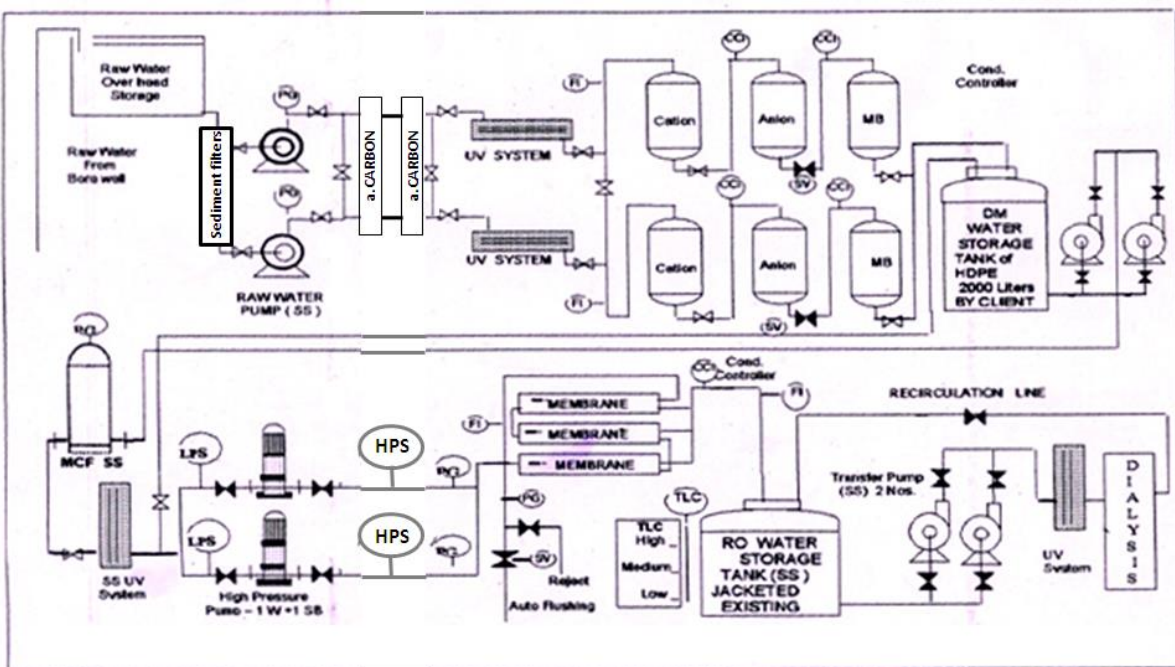 Raw Water
Over head
Storage
Raw Water
From
Bore well
Sediment filters
PG
PG
RAW WATER
PUMP ( SS )
a. CARBON
a. CARBON
UV SYSTEM
UV SYSTEM
FI
FI
Cation
CCI
Anion
SV
CCI
MB
Cation
CCI
Anion
SV
CCI
MB
Cond.
Controller
DM
WATER
STORAGE
TANK of
HDPE
2000 Liters
BY CLIENT
MCF SS
SS UV
System
LPS
LPS
High Pressure
Pump - 1 W +1 SB
HPS
HPS
PG
PG
FI
MEMBRANE
MEMBRANE
MEMBRANE
PG
SV
Reject
Auto Flushing
Cond.
Controller
FI
TLC
TLC
High
Medium
Low
RO WATER
STORAGE
TANK (SS )
JACKETED
EXISTING
RECIRCULATION LINE
Transfer Pump
(SS) 2 Nos.
UV
System
DIALYSIS